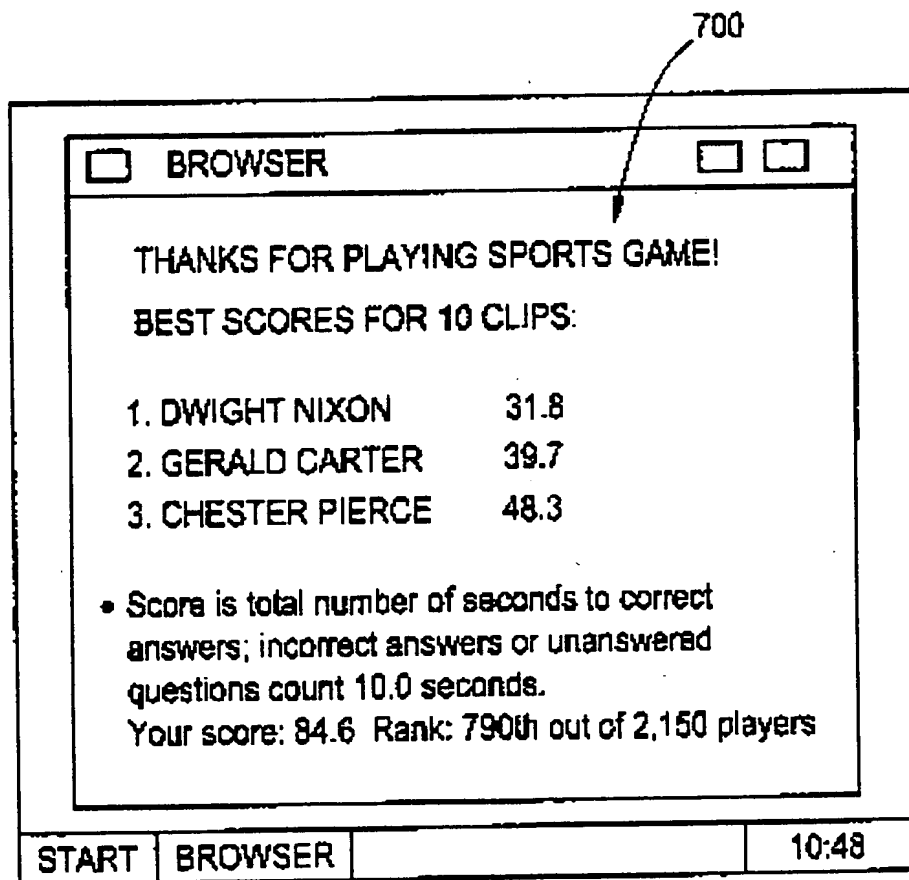 700
BROWSER
THANKS FOR PLAYING SPORTS GAME!
BEST SCORES FOR 10 CLIPS:
1. DWIGHT NIXON 31.8
2. GERALD CARTER 39.7
3. CHESTER PIERCE 48.3
• Score is total number of seconds to correct
answers; incorrect answers or unanswered
questions count 10.0 seconds.
Your score: 84.6 Rank: 790th out of 2,150 players
START BROWSER 10:48